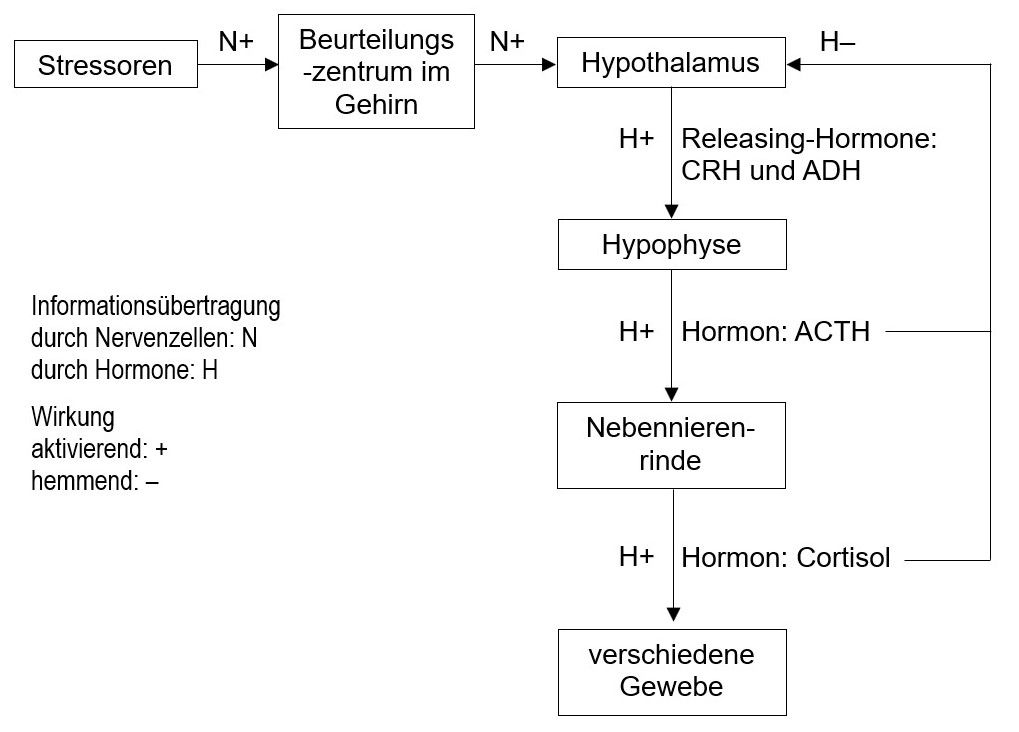 Stressoren
N+
Beurteilungs
-zentrum im
Gehirn
N+
Hypothalamus
H–
H+
Releasing-Hormone:
CRH und ADH
Hypophyse
H+
Hormon: ACTH
Nebennieren-
rinde
H+
Hormon: Cortisol
verschiedene
Gewebe
Informationsübertragung
durch Nervenzellen: N
durch Hormone: H
Wirkung
aktivierend: +
hemmend: –